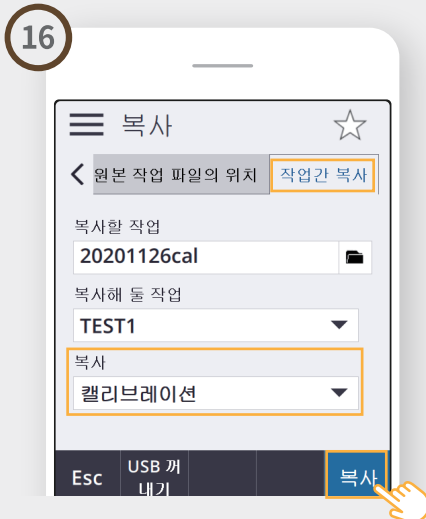 16
복사
원본 작업 파일의 위치 작업간 복사
복사할 작업
20201126cal
복사해 둘 작업
TEST1
복사
캘리브레이션
Esc
USB 꺼
내기
복사